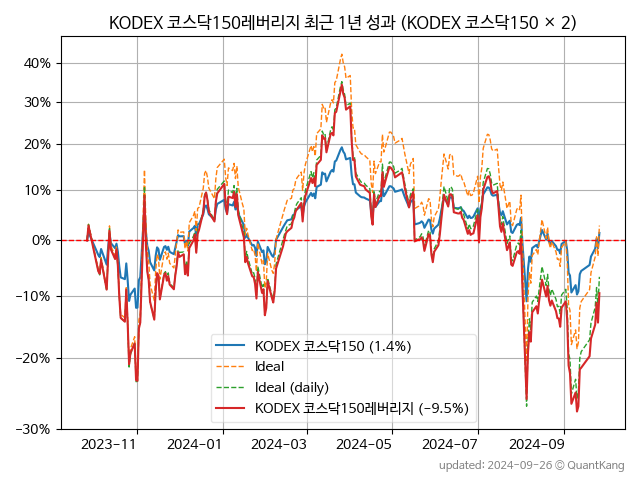 KODEX 코스닥150레버리지 최근 1년 성과 (KODEX 코스닥150 × 2)
40%
30%
20%
10%
0%
−10%
−20%
−30%
KODEX 코스닥150 (1.4%)
Ideal
Ideal (daily)
KODEX 코스닥150레버리지 (−9.5%)
2023−11 2024−01 2024−03 2024−05 2024−07 2024−09
updated: 2024−09−26 © QuantKang